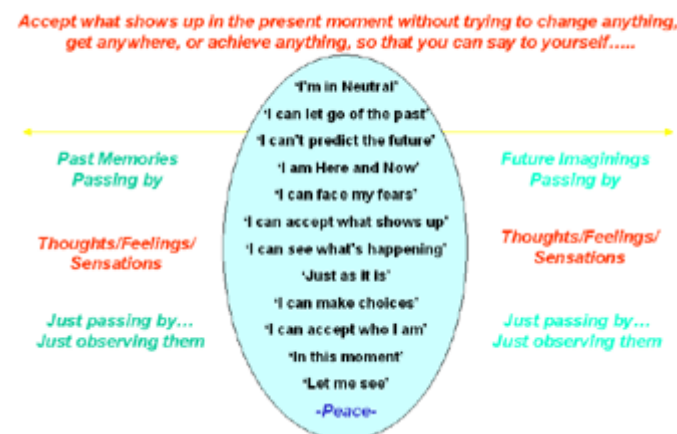 Accept what shows up in the present moment without trying to change anything,
get anywhere, or achieve anything, so that you can say to yourself.....
'I'm in Neutral'
'I can let go of the past'
'I can't predict the future'
'I am Here and Now'
'I can face my fears'
'I can accept what shows up'
'I can see what's happening'
'Just as it is'
'I can make choices'
'I can accept who I am'
'In this moment'
'Let me see'
-Peace-
Past Memories
Passing by
Thoughts/Feelings/
Sensations
Just passing by...
Just observing them
Future Imaginings
Passing by
Thoughts/Feelings/
Sensations
Just passing by...
Just observing them